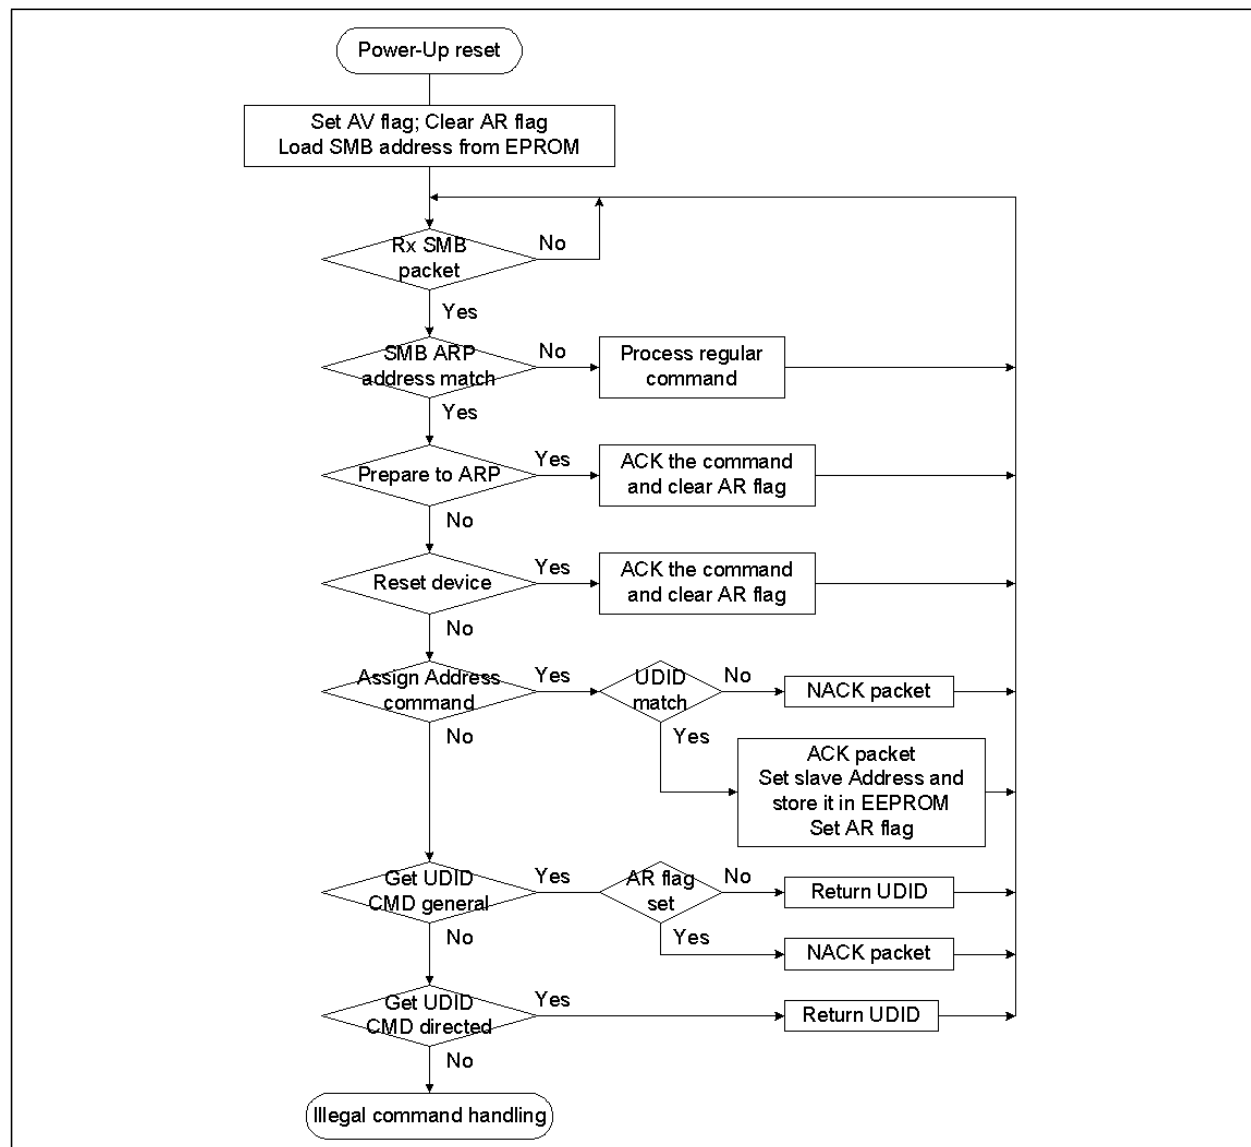 Power-Up reset
Set AV flag; Clear AR flag
Load SMB address from EPROM
Rx SMB
packet
No
Yes
SMB ARP
address match
No
Process regular
command
Yes
Prepare to ARP
Yes
ACK the command
and clear AR flag
No
Reset device
Yes
ACK the command
and clear AR flag
No
Assign Address
command
Yes
UDID
match
No
NACK packet
No
Yes
ACK packet
Set slave Address and
store it in EEPROM
Set AR flag
Get UDID
CMD general
Yes
AR flag
set
No
Return UDID
No
Yes
NACK packet
Get UDID
CMD directed
Yes
Return UDID
No
Illegal command handling